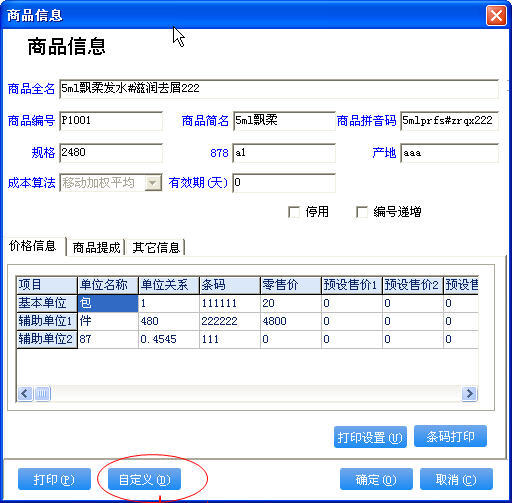 商品信息
商品信息
商品全名 5ml飘柔发水#滋润去屑222
商品编号 P1001 商品简名 5ml飘柔 商品拼音码 5mlprfs#zrqx222
规格 2480 878 a1 产地 aaa
成本算法 移动加权平均 有效期(天) 0
停用 编号递增
价格信息 商品提成 其它信息
项目 单位名称 单位关系 条码 零售价 预设售价1 预设售价2 预设售
基本单位 包 1 111111 20 0 0 0
辅助单位1 件 480 222222 4800 0 0 0
辅助单位2 87 0.4545 111 0 0 0 0
打印设置(U) 条码打印
打印(P) 自定义(D) 确定(O) 取消(C)